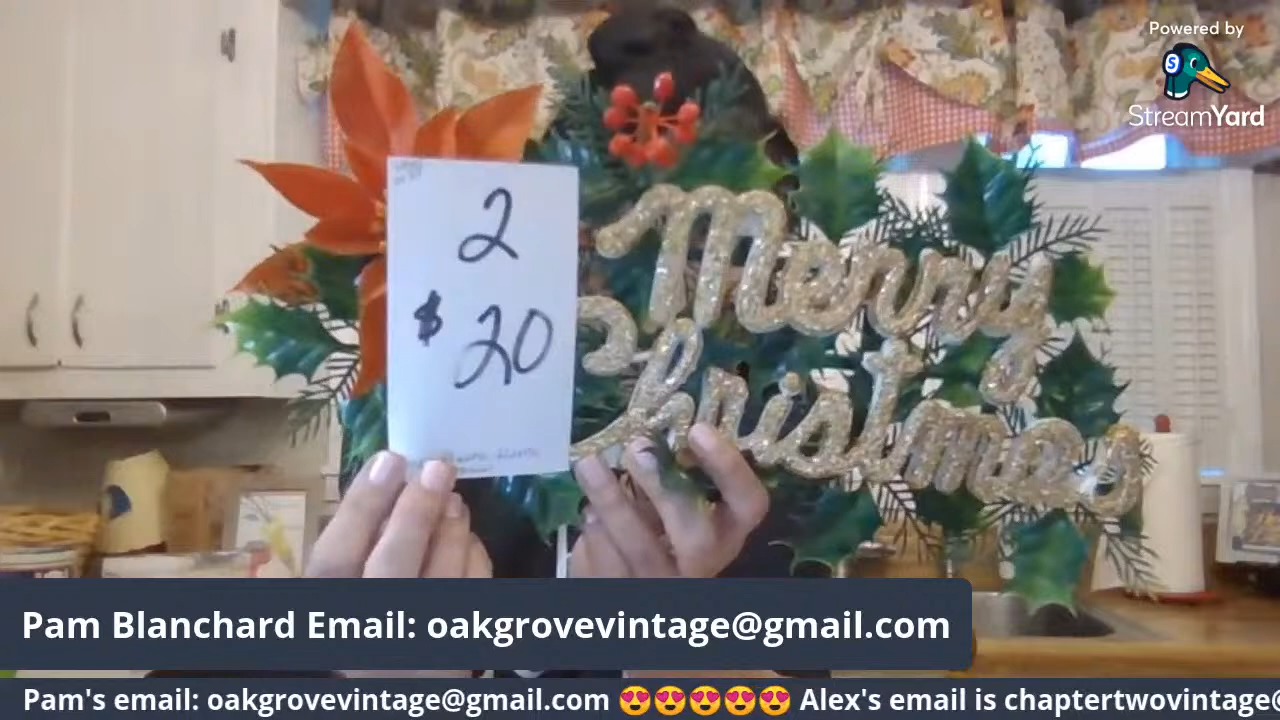 Powered by
StreamYard
S
2
$20
Merry
Christmas
Pam Blanchard Email: oakgrovevintage@gmail.com
Pam's email: oakgrovevintage@gmail.com 😍😍😍😍😍 Alex's email is chaptertwovintage@